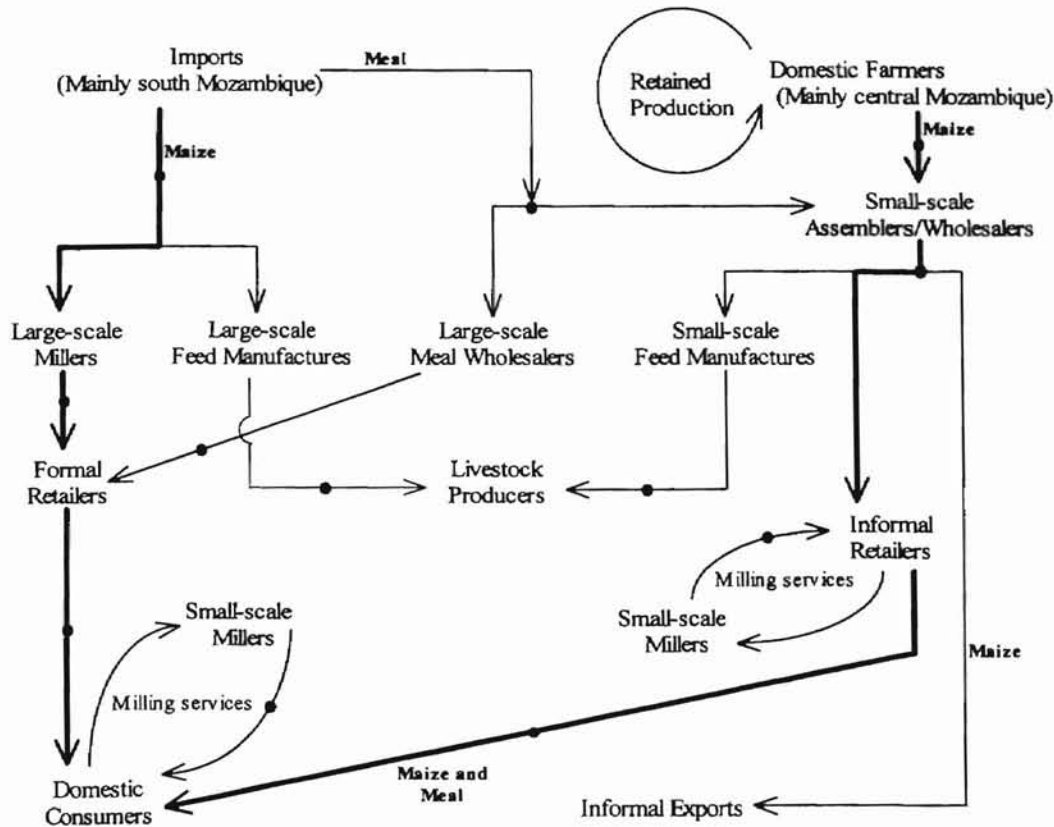 Imports
(Mainly south Mozambique)
Meal
Retained
Production
Domestic Farmers
(Mainly central Mozambique)
Maize
Maize
Small-scale
Assemblers/Wholesalers
Large-scale
Millers
Large-scale
Feed Manufactures
Large-scale
Meal Wholesalers
Small-scale
Feed Manufactures
Formal
Retailers
Livestock
Producers
Informal
Retailers
Milling services
Small-scale
Millers
Small-scale
Millers
Maize
Milling services
Maize and
Meal
Domestic
Consumers
Informal Exports